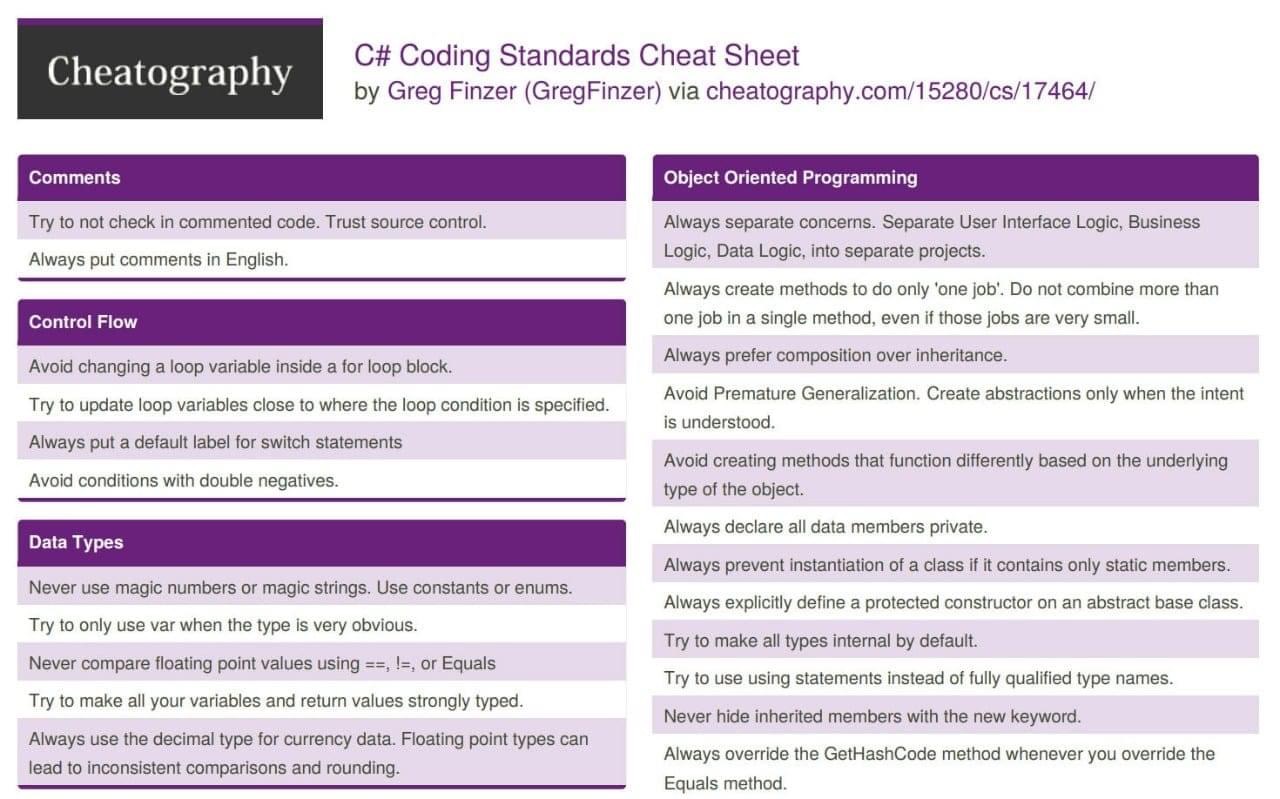 Cheatography
C# Coding Standards Cheat Sheet
by Greg Finzer (GregFinzer) via cheatography.com/15280/cs/17464/
Comments
Try to not check in commented code. Trust source control.
Always put comments in English.
Control Flow
Avoid changing a loop variable inside a for loop block.
Try to update loop variables close to where the loop condition is specified.
Always put a default label for switch statements
Avoid conditions with double negatives.
Data Types
Never use magic numbers or magic strings. Use constants or enums.
Try to only use var when the type is very obvious.
Never compare floating point values using ==, !=, or Equals
Try to make all your variables and return values strongly typed.
Always use the decimal type for currency data. Floating point types can
lead to inconsistent comparisons and rounding.
Object Oriented Programming
Always separate concerns. Separate User Interface Logic, Business
Logic, Data Logic, into separate projects.
Always create methods to do only 'one job'. Do not combine more than
one job in a single method, even if those jobs are very small.
Always prefer composition over inheritance.
Avoid Premature Generalization. Create abstractions only when the intent
is understood.
Avoid creating methods that function differently based on the underlying
type of the object.
Always declare all data members private.
Always prevent instantiation of a class if it contains only static members.
Always explicitly define a protected constructor on an abstract base class.
Try to make all types internal by default.
Try to use using statements instead of fully qualified type names.
Never hide inherited members with the new keyword.
Always override the GetHashCode method whenever you override the
Equals method.